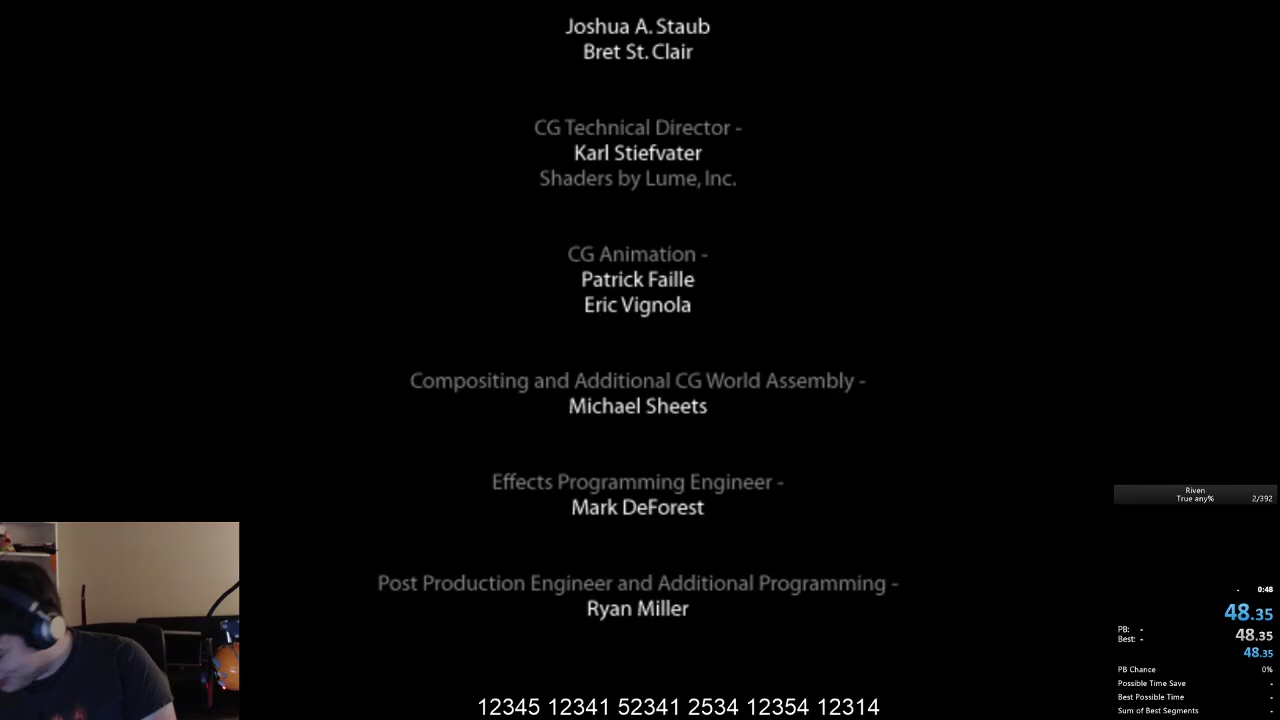 Joshua A. Staub
Bret St. Clair
CG Technical Director -
Karl Stiefvater
Shaders by Lume, Inc.
CG Animation -
Patrick Faille
Eric Vignola
Compositing and Additional CG World Assembly -
Michael Sheets
Effects Programming Engineer -
Mark DeForest
Post Production Engineer and Additional Programming -
Ryan Miller
12345 12341 52341 2534 12354 12314
Riven
True any% 2/392
- 0:48
48.35
PB: - 48.35
Best: - 48.35
PB Chance 0%
Possible Time Save -
Best Possible Time -
Sum of Best Segments -